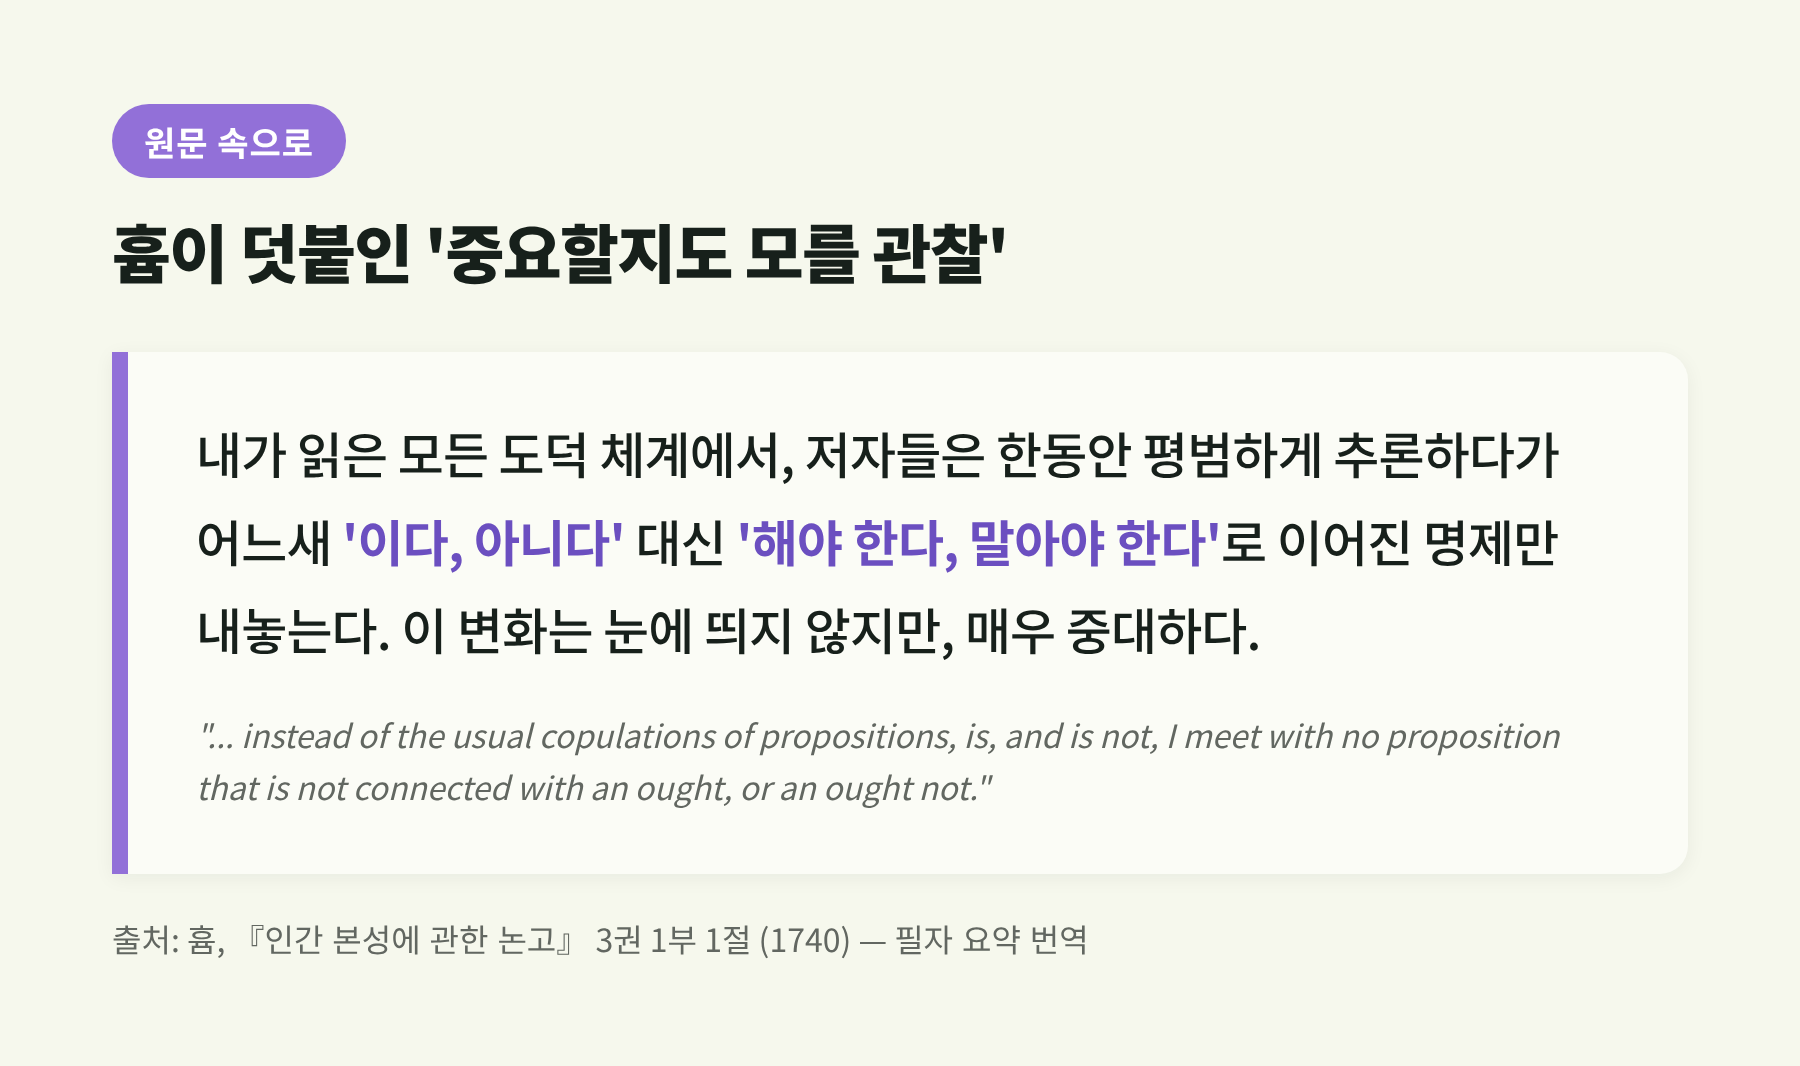 원문 속으로
흄이 덧붙인 '중요할지도 모를 관찰'
내가 읽은 모든 도덕 체계에서, 저자들은 한동안 평범하게 추론하다가
어느새 '이다, 아니다' 대신 '해야 한다, 말아야 한다'로 이어진 명제만
내놓는다. 이 변화는 눈에 띄지 않지만, 매우 중대하다.
"... instead of the usual copulations of propositions, is, and is not, I meet with no proposition
that is not connected with an ought, or an ought not."
출처: 흄, 『인간 본성에 관한 논고』 3권 1부 1절 (1740) — 필자 요약 번역